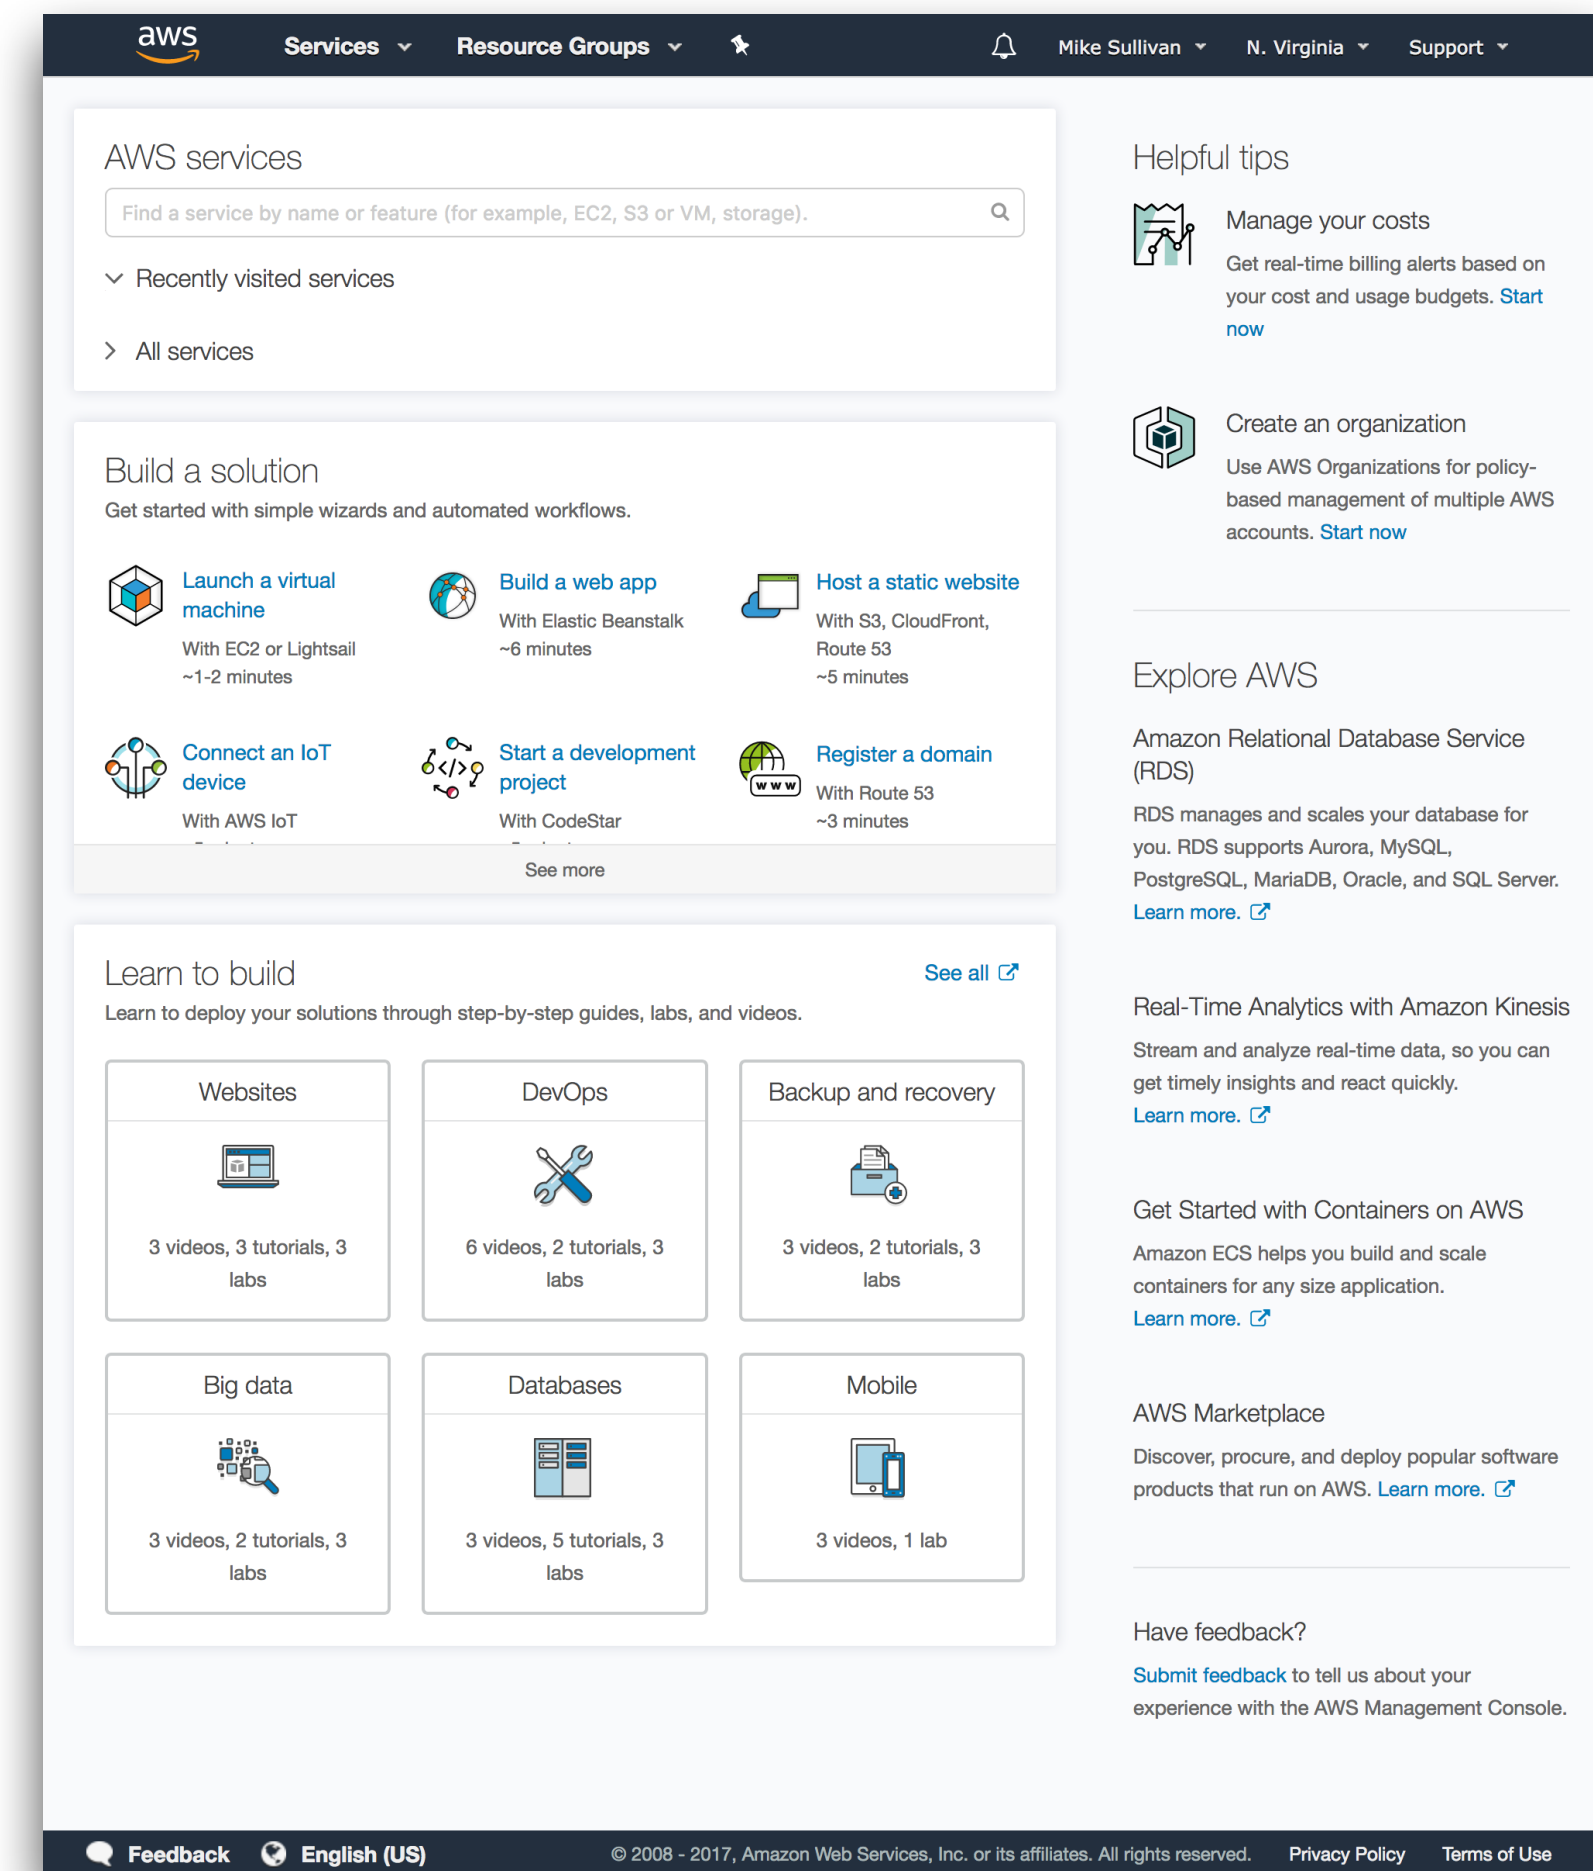 aws
Services
Resource Groups
Mike Sullivan
N. Virginia
Support
AWS services
Find a service by name or feature (for example, EC2, S3 or VM, storage).
Recently visited services
All services
Build a solution
Get started with simple wizards and automated workflows.
Launch a virtual
machine
With EC2 or Lightsail
~1-2 minutes
Build a web app
With Elastic Beanstalk
~6 minutes
Host a static website
With S3, CloudFront,
Route 53
~5 minutes
Connect an IoT
device
With AWS IoT
Start a development
project
With CodeStar
Register a domain
With Route 53
~3 minutes
www
See more
Learn to build
See all
Learn to deploy your solutions through step-by-step guides, labs, and videos.
Websites
3 videos, 3 tutorials, 3
labs
DevOps
6 videos, 2 tutorials, 3
labs
Backup and recovery
3 videos, 2 tutorials, 3
labs
Big data
3 videos, 2 tutorials, 3
labs
Databases
3 videos, 5 tutorials, 3
labs
Mobile
3 videos, 1 lab
Helpful tips
Manage your costs
Get real-time billing alerts based on
your cost and usage budgets. Start
now
Create an organization
Use AWS Organizations for policy-
based management of multiple AWS
accounts. Start now
Explore AWS
Amazon Relational Database Service
(RDS)
RDS manages and scales your database for
you. RDS supports Aurora, MySQL,
PostgreSQL, MariaDB, Oracle, and SQL Server.
Learn more.
Real-Time Analytics with Amazon Kinesis
Stream and analyze real-time data, so you can
get timely insights and react quickly.
Learn more.
Get Started with Containers on AWS
Amazon ECS helps you build and scale
containers for any size application.
Learn more.
AWS Marketplace
Discover, procure, and deploy popular software
products that run on AWS. Learn more.
Have feedback?
Submit feedback to tell us about your
experience with the AWS Management Console.
Feedback
English (US)
© 2008 - 2017, Amazon Web Services, Inc. or its affiliates. All rights reserved.
Privacy Policy
Terms of Use